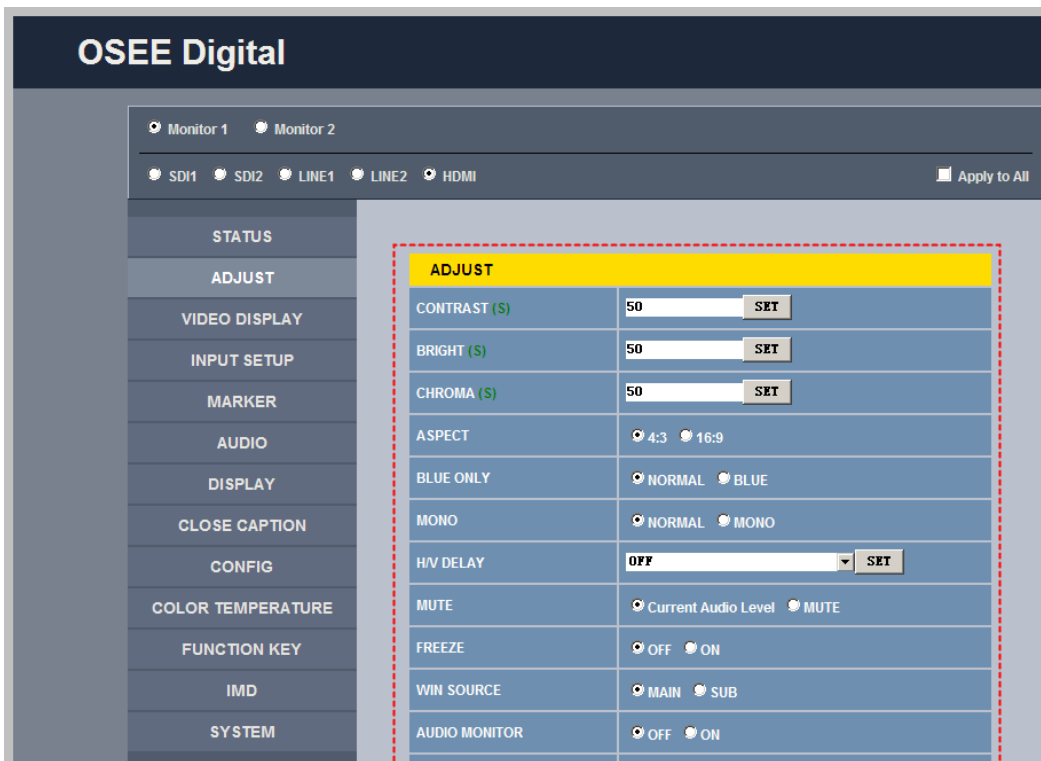 OSEE Digital
Monitor 1 Monitor 2
SDI1 SDI2 LINE1 LINE2 HDMI Apply to All
STATUS
ADJUST
VIDEO DISPLAY
INPUT SETUP
MARKER
AUDIO
DISPLAY
CLOSE CAPTION
CONFIG
COLOR TEMPERATURE
FUNCTION KEY
IMD
SYSTEM
ADJUST
CONTRAST (S) 50 SET
BRIGHT (S) 50 SET
CHROMA (S) 50 SET
ASPECT 4:3 16:9
BLUE ONLY NORMAL BLUE
MONO NORMAL MONO
H/V DELAY OFF SET
MUTE Current Audio Level MUTE
FREEZE OFF ON
WIN SOURCE MAIN SUB
AUDIO MONITOR OFF ON